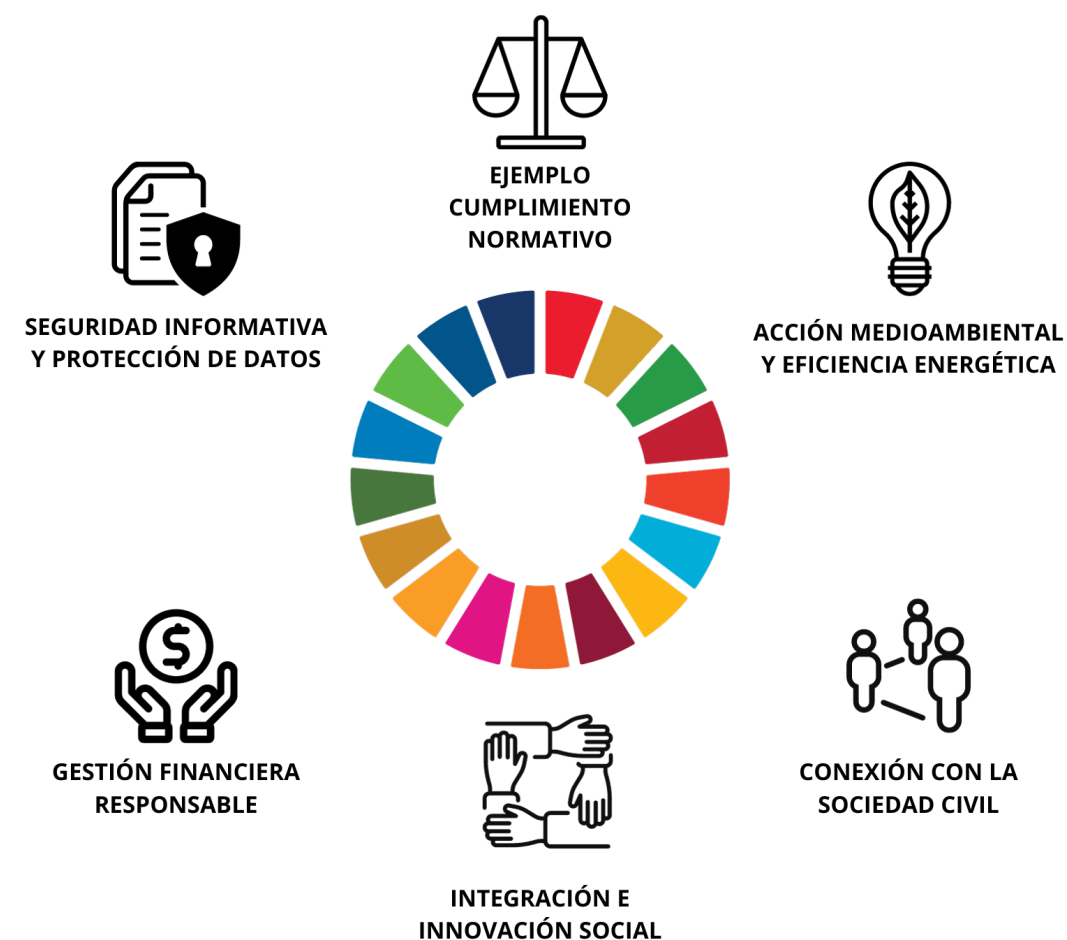 EJEMPLO
CUMPLIMIENTO
NORMATIVO
SEGURIDAD INFORMATIVA
Y PROTECCIÓN DE DATOS
ACCIÓN MEDIOAMBIENTAL
Y EFICIENCIA ENERGÉTICA
GESTIÓN FINANCIERA
RESPONSABLE
CONEXIÓN CON LA
SOCIEDAD CIVIL
INTEGRACIÓN E
INNOVACIÓN SOCIAL